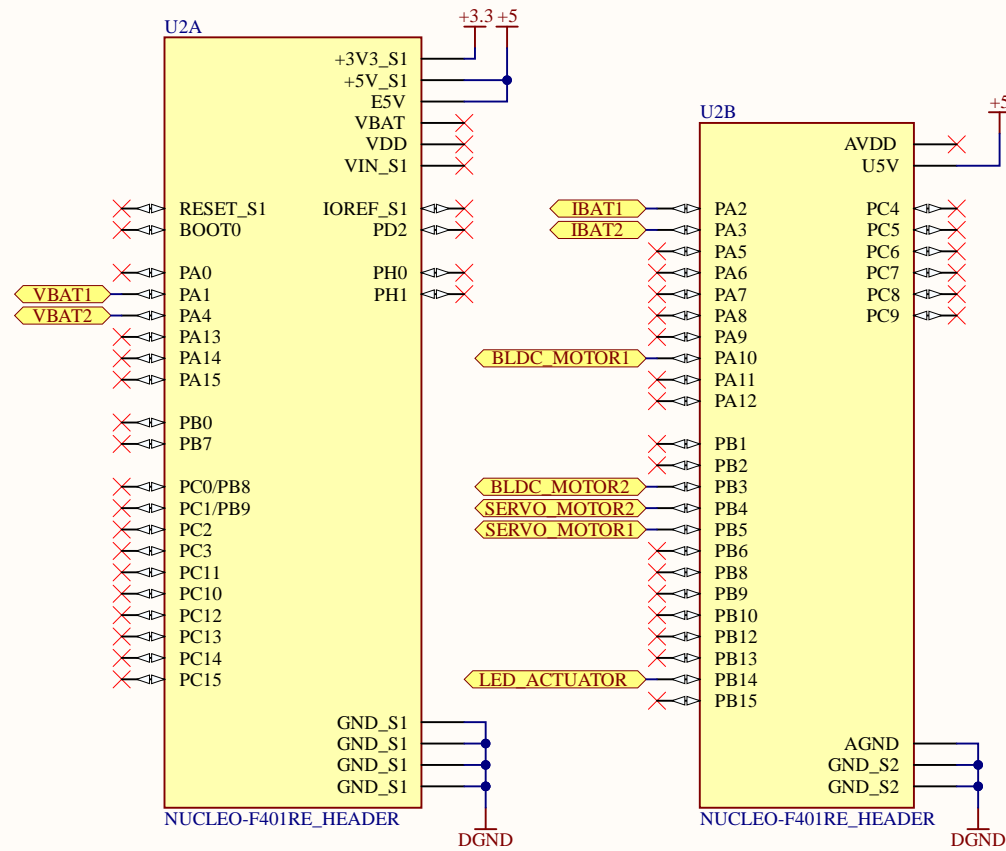 +3.3 +5
U2A
+3V3_S1
+5V_S1
E5V
VBAT
VDD
VIN_S1
RESET_S1 IOREF_S1
BOOT0 PD2
PA0 PH0
VBAT1 PA1 PH1
VBAT2 PA4
PA13
PA14
PA15
PB0
PB7
PC0/PB8
PC1/PB9
PC2
PC3
PC11
PC10
PC12
PC13
PC14
PC15
GND_S1
GND_S1
GND_S1
GND_S1
NUCLEO-F401RE_HEADER
DGND
+5
U2B
AVDD
U5V
IBAT1 PA2 PC4
IBAT2 PA3 PC5
PA5 PC6
PA6 PC7
PA7 PC8
PA8 PC9
PA9
BLDC_MOTOR1 PA10
PA11
PA12
PB1
PB2
BLDC_MOTOR2 PB3
SERVO_MOTOR2 PB4
SERVO_MOTOR1 PB5
PB6
PB8
PB9
PB10
PB12
PB13
LED_ACTUATOR PB14
PB15
AGND
GND_S2
GND_S2
NUCLEO-F401RE_HEADER
DGND